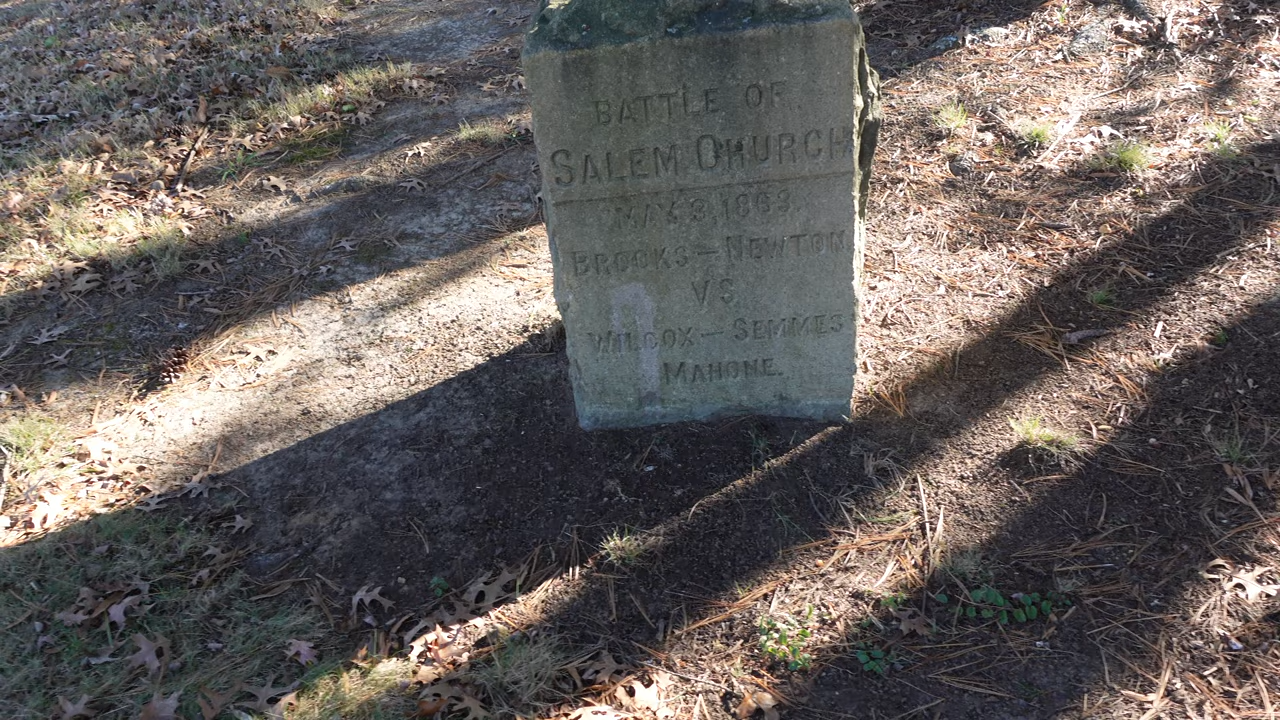 BATTLE OF
SALEM CHURCH
MAY 3, 1863
BROOKS—NEWTON
VS
WILCOX—SEMMES
MAHONE.